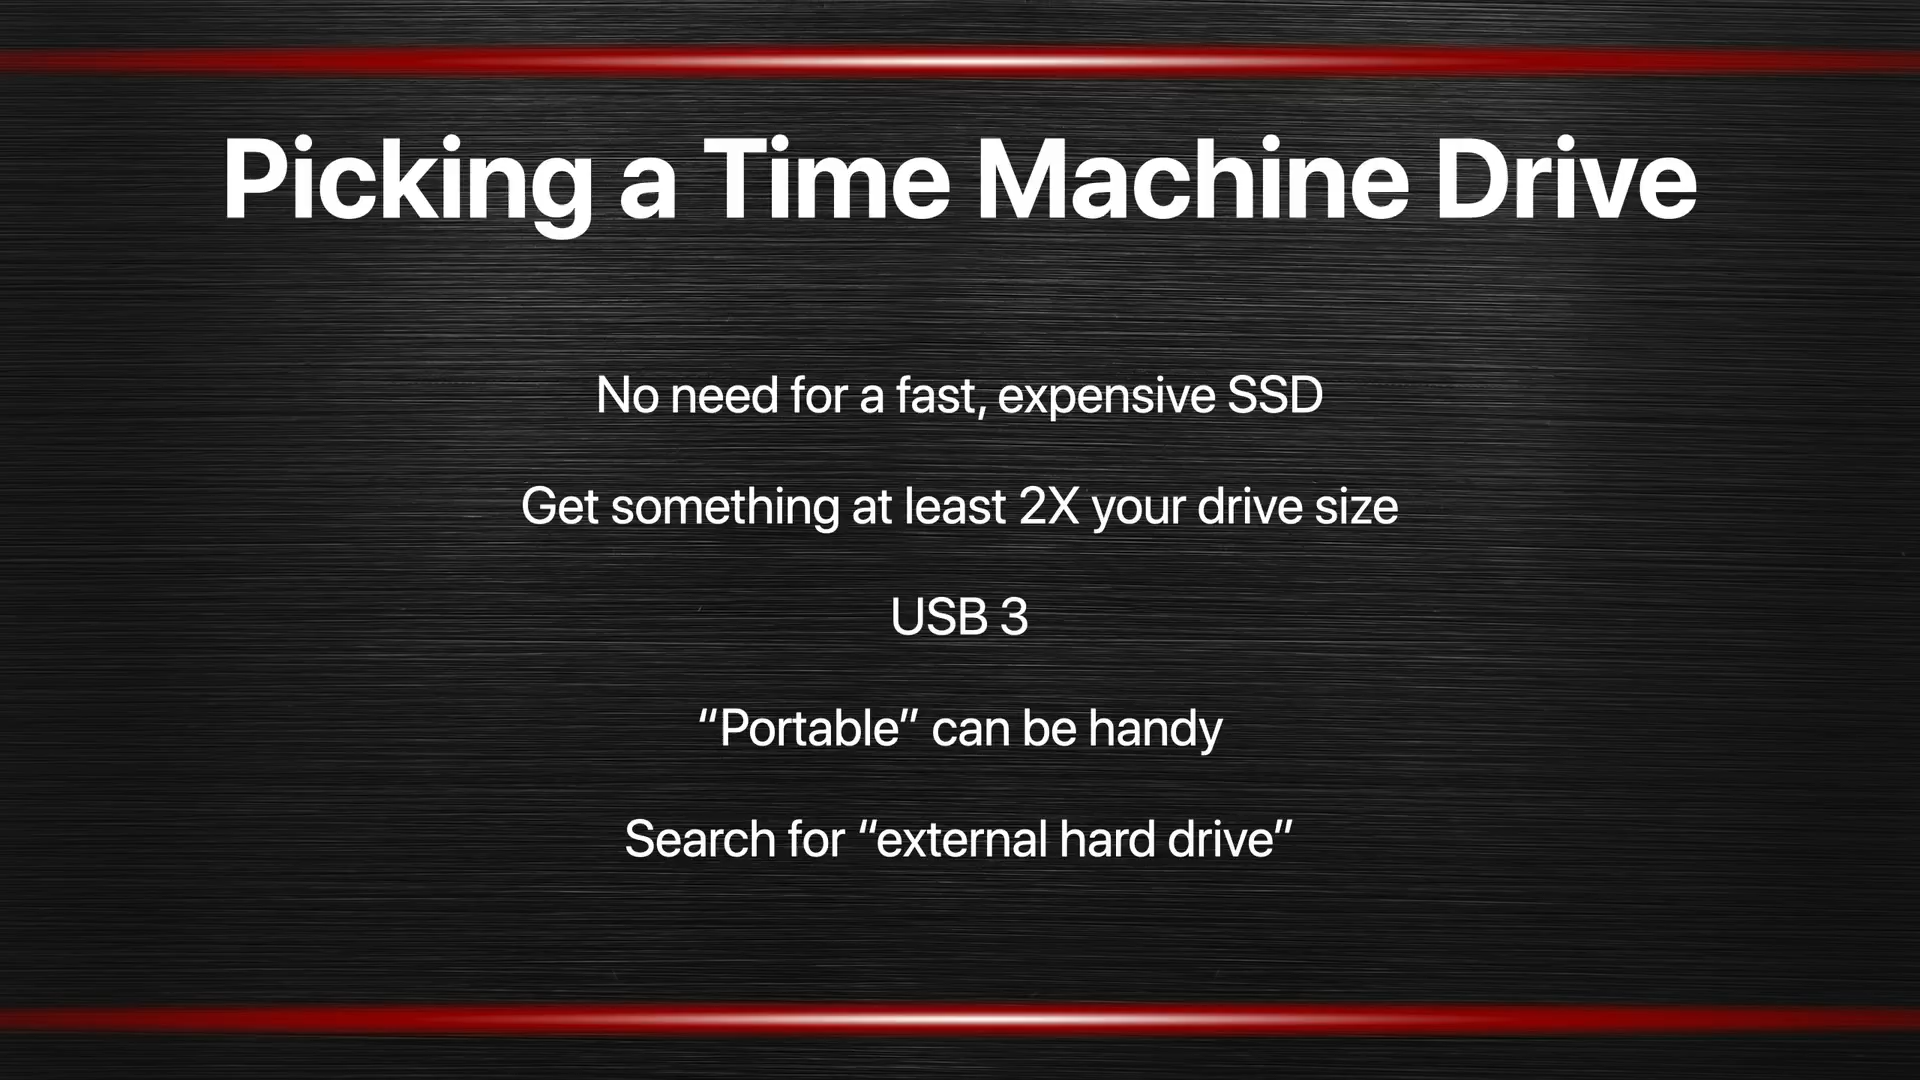 Picking a Time Machine Drive
No need for a fast, expensive SSD
Get something at least 2X your drive size
USB 3
“Portable” can be handy
Search for “external hard drive”